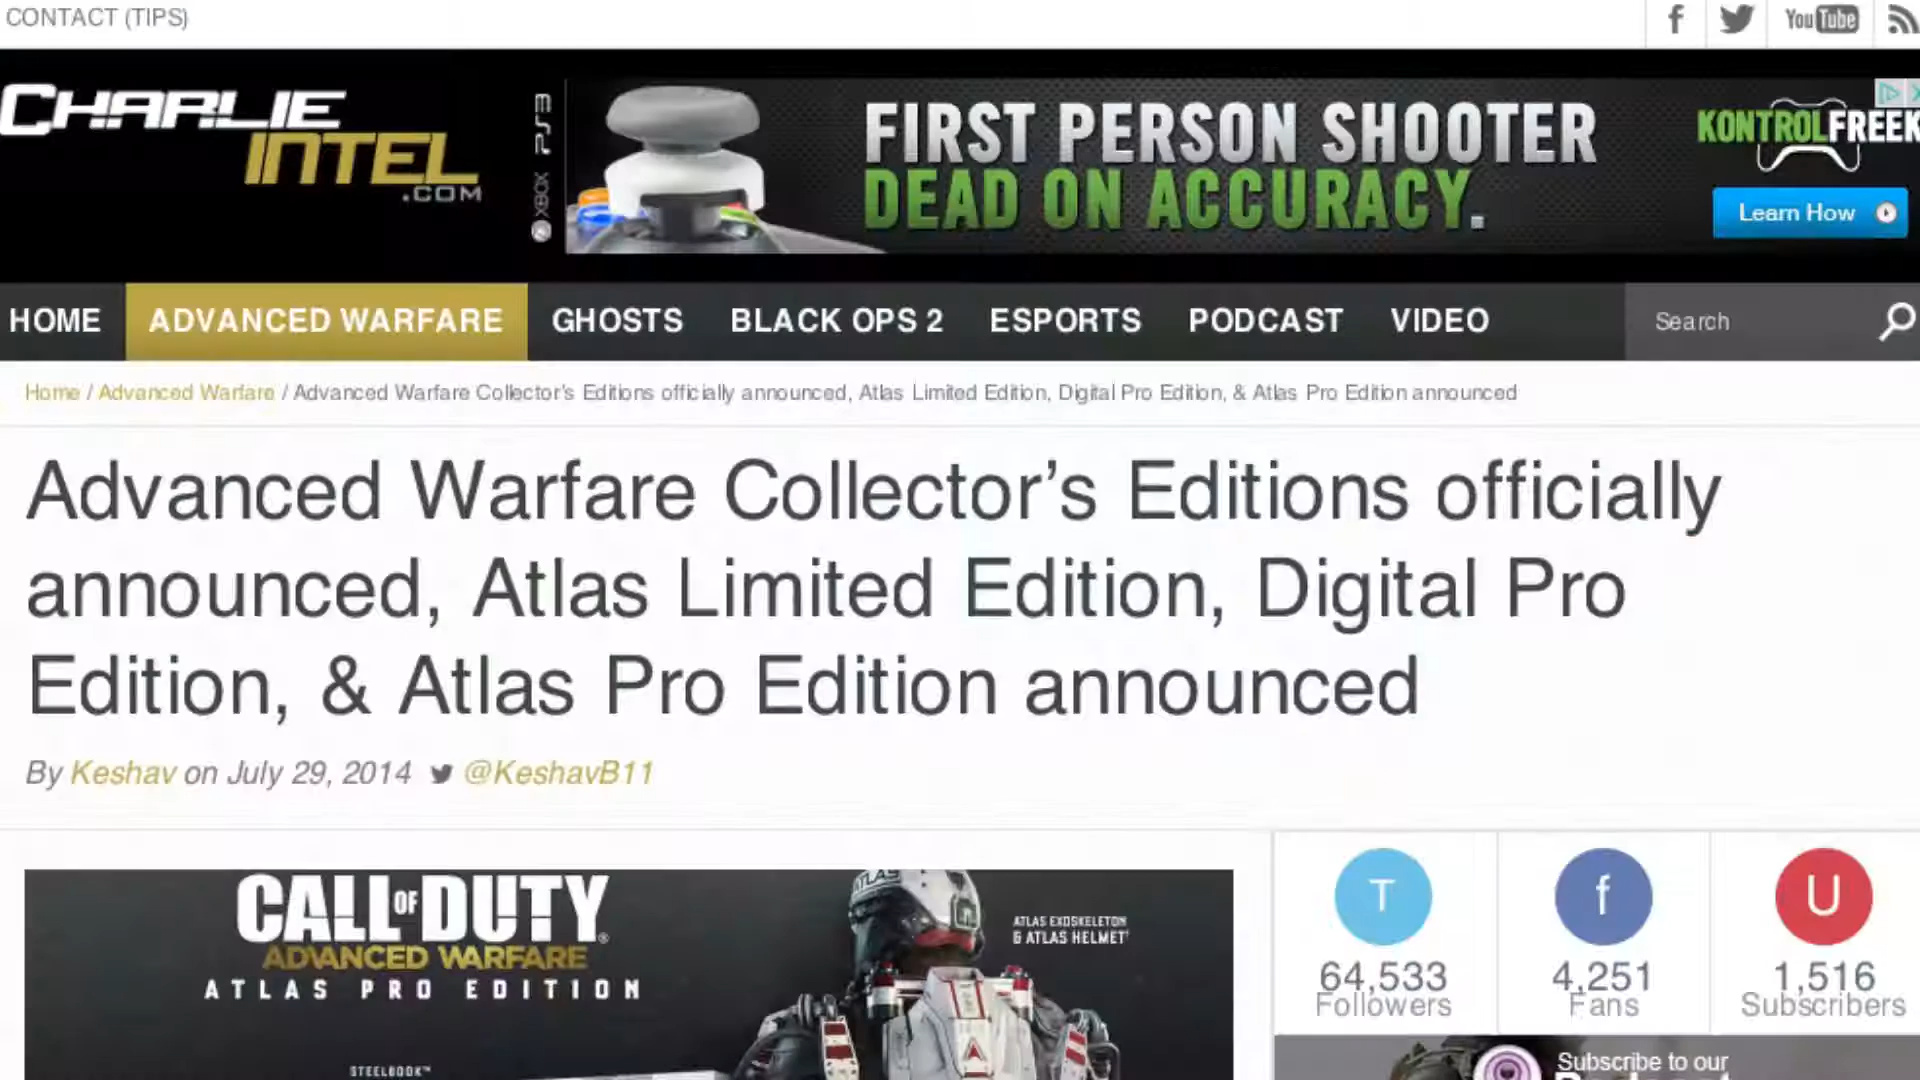 CONTACT (TIPS)
f
You Tube
CHARLIE
INTEL
.COM
XBOX PS3
FIRST PERSON SHOOTER
DEAD ON ACCURACY.
KONTROLFREEK
Learn How
HOME
ADVANCED WARFARE
GHOSTS
BLACK OPS 2
ESPORTS
PODCAST
VIDEO
Search
Home / Advanced Warfare / Advanced Warfare Collector's Editions officially announced, Atlas Limited Edition, Digital Pro Edition, & Atlas Pro Edition announced
Advanced Warfare Collector’s Editions officially
announced, Atlas Limited Edition, Digital Pro
Edition, & Atlas Pro Edition announced
By Keshav on July 29, 2014 @KeshavB11
CALL OF DUTY®
ADVANCED WARFARE
ATLAS PRO EDITION
ATLAS
ATLAS EXOSKELETON
& ATLAS HELMET
STEELBOOK™
T
64,533
Followers
f
4,251
Fans
U
1,516
Subscribers
Subscribe to our